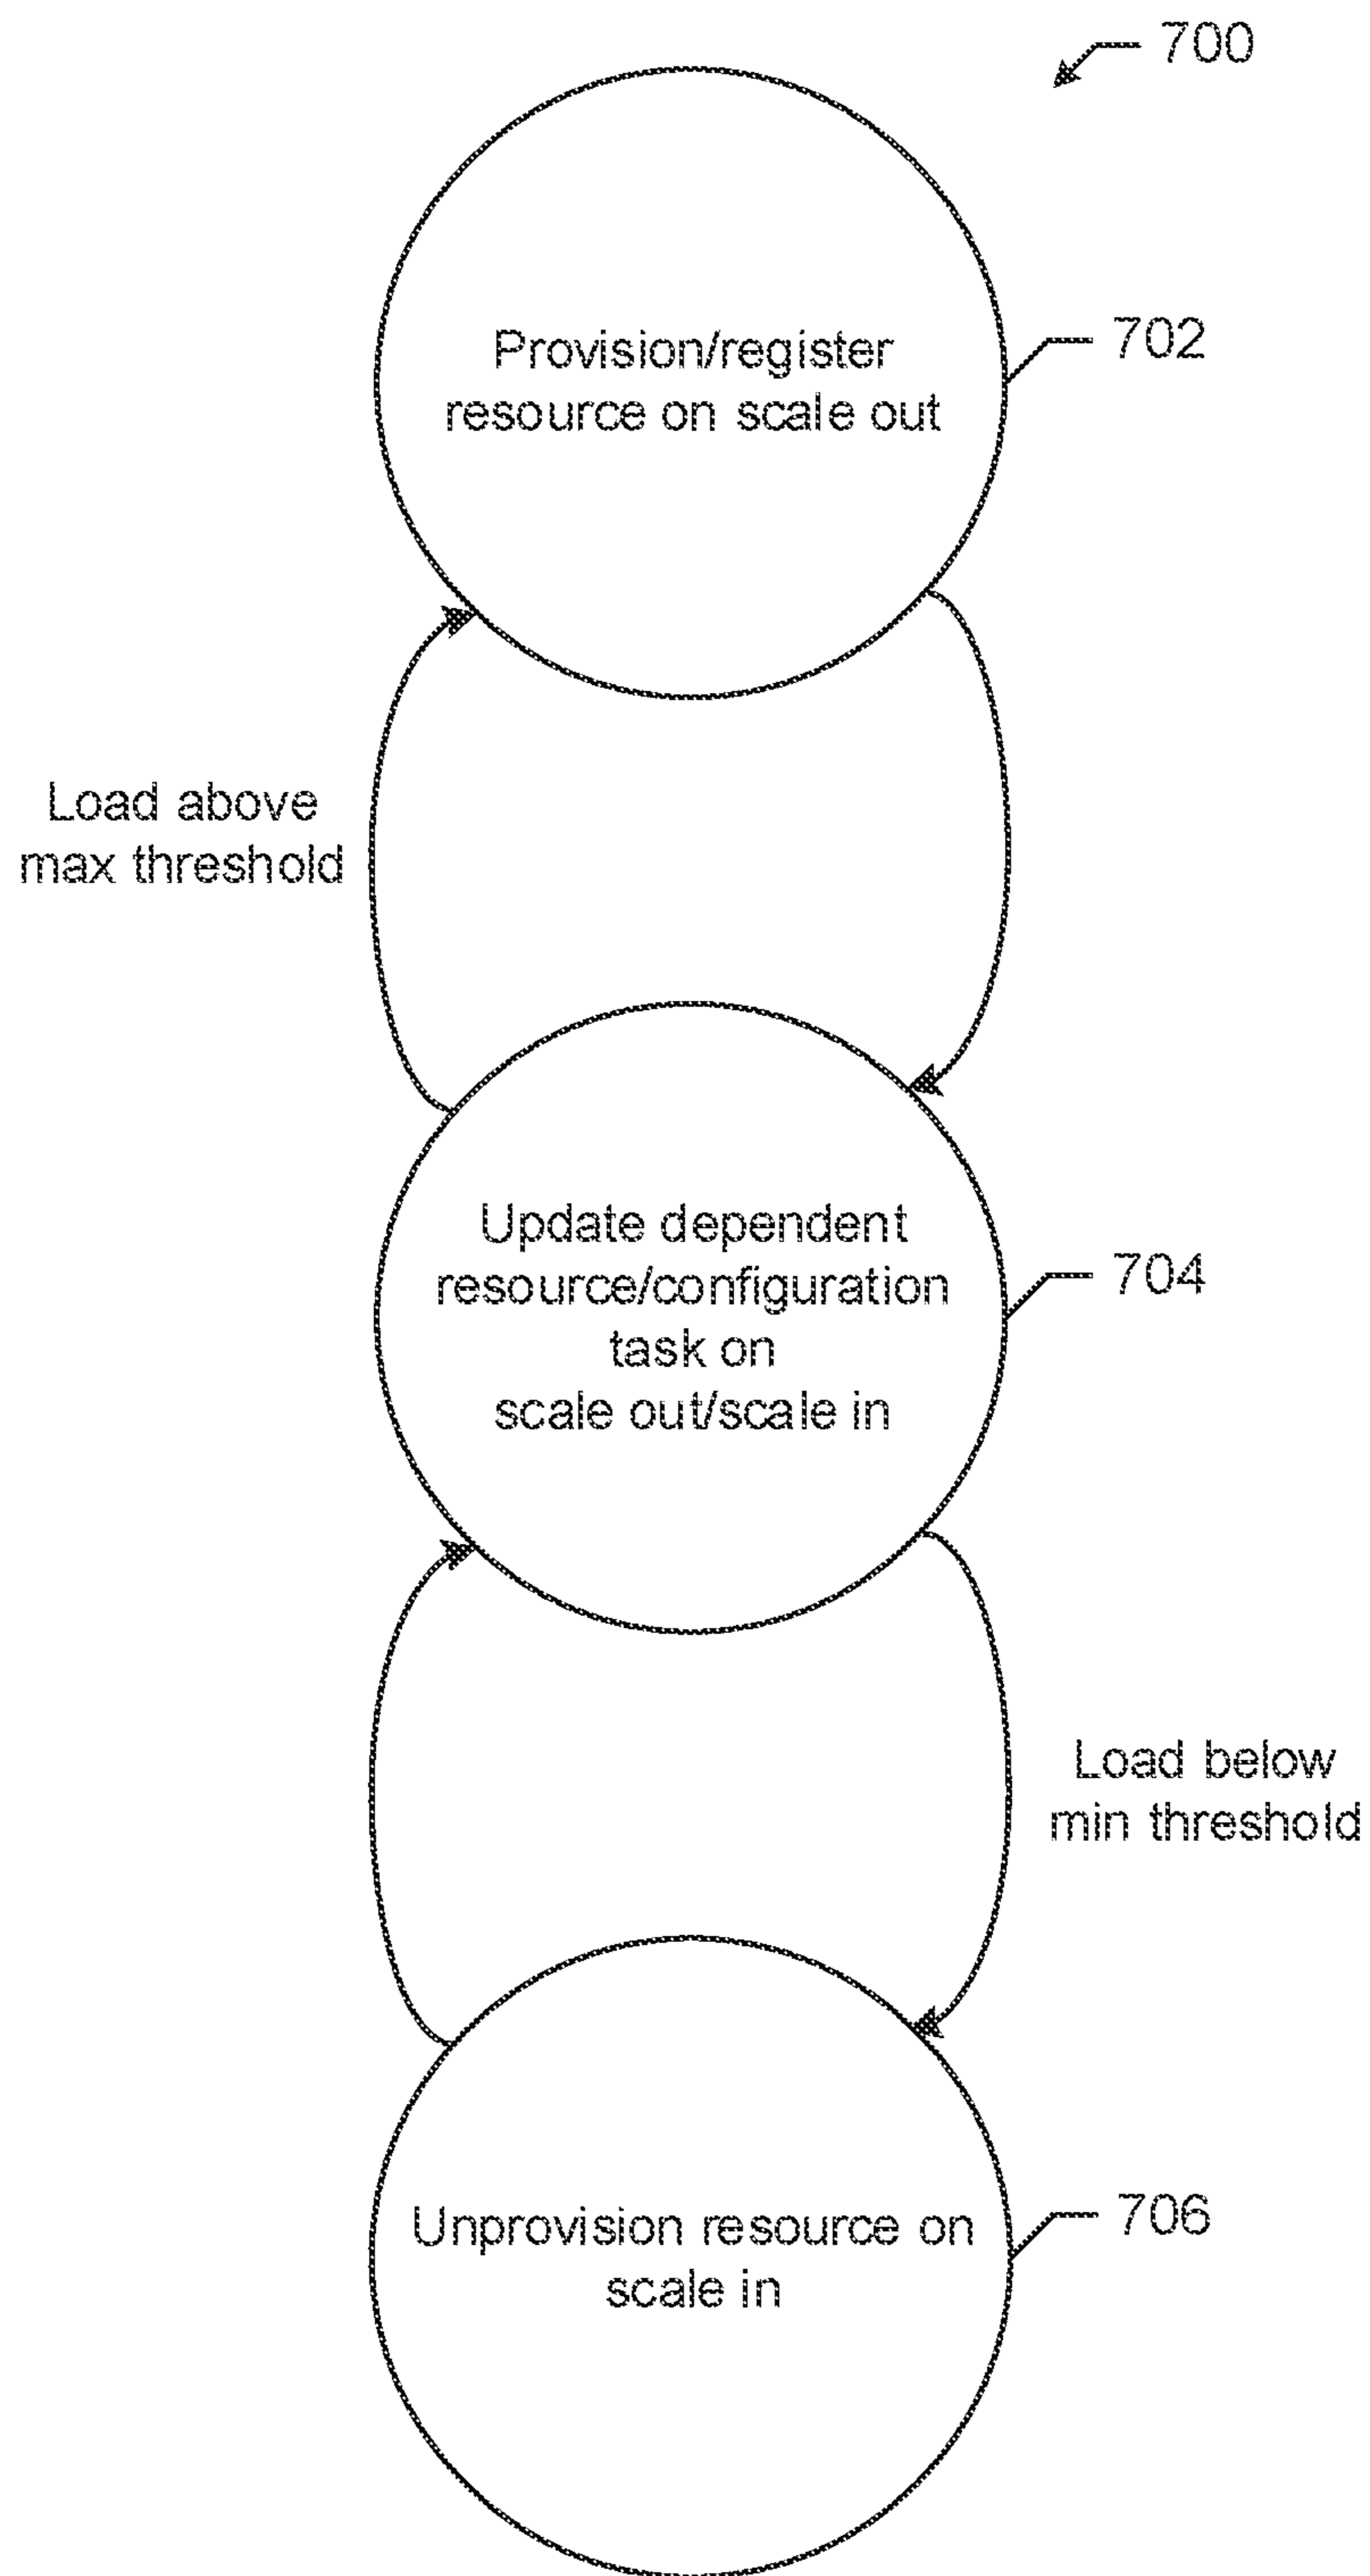 700
Provision/register
resource on scale out
702
Load above
max threshold
Update dependent
resource/configuration
task on
scale out/scale in
704
Load below
min threshold
Unprovision resource on
scale in
706